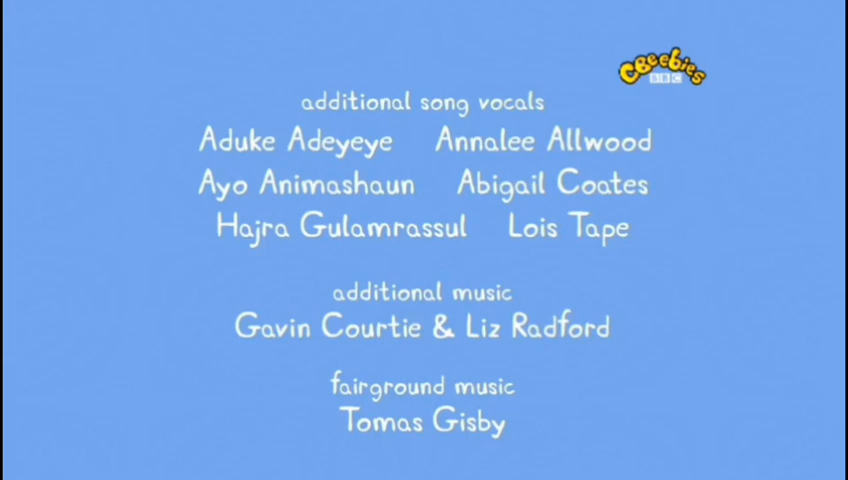 CBeebies
BBC
additional song vocals
Aduke Adeyeye Annalee Allwood
Ayo Animashaun Abigail Coates
Hajra Gulamrassul Lois Tape
additional music
Gavin Courtie & Liz Radford
fairground music
Tomas Gisby